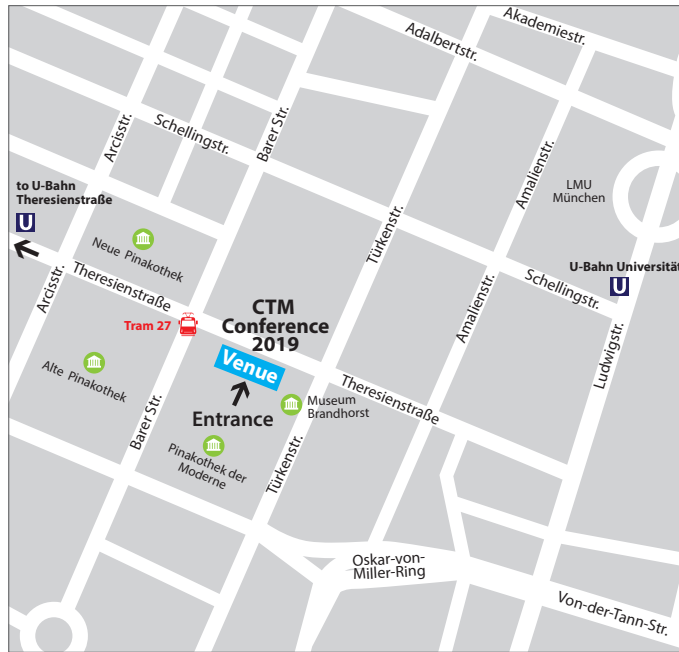 Akademiestr.
Adalbertstr.
Schellingstr.
Barer Str.
Arcisstr.
to U-Bahn
Theresienstraße
U
Neue Pinakothek
Arcisstr.
Theresienstraße
Türkenstr.
Amalienstr.
LMU
München
U-Bahn Universität
U
Schellingstr.
Amalienstr.
Ludwigstr.
Tram 27
CTM
Conference
2019
Venue
Entrance
Alte Pinakothek
Barer Str.
Museum
Brandhorst
Theresienstraße
Pinakothek der
Moderne
Türkenstr.
Oskar-von-
Miller-Ring
Von-der-Tann-Str.